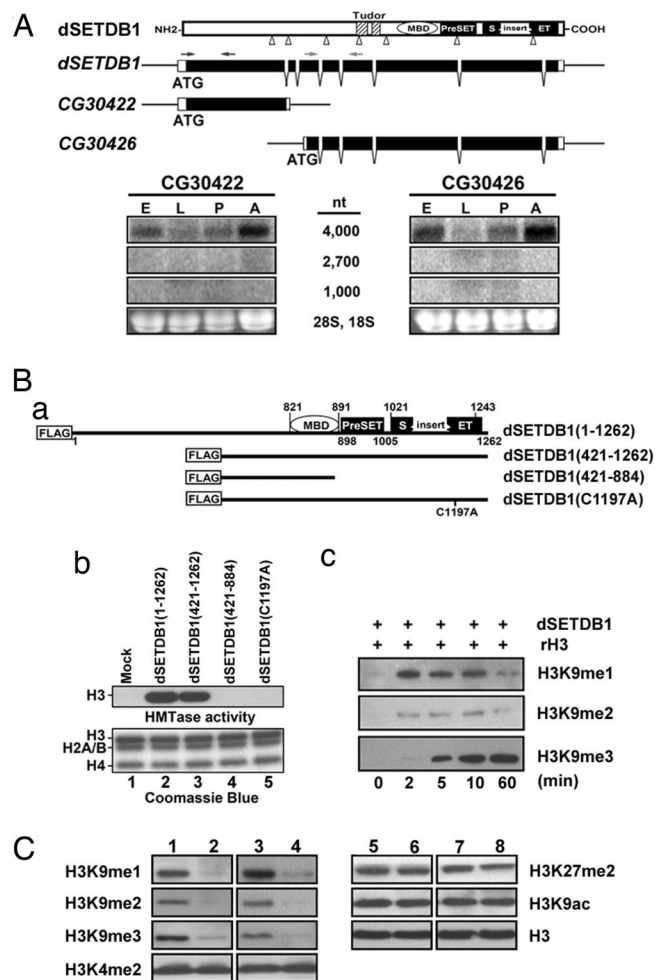 A
dSETDB1
NH2-
Tudor
MBD
PreSET
S
insert
ET
-COOH
dSETDB1
ATG
CG30422
ATG
CG30426
ATG
CG30422
nt
CG30426
E L P A
E L P A
4,000
2,700
1,000
28S, 18S
B
a
821 891 1021 1243
FLAG
MBD PreSET S insert ET
dSETDB1(1-1262)
1 898 1005 1262
FLAG
dSETDB1(421-1262)
FLAG
dSETDB1(421-884)
FLAG
dSETDB1(C1197A)
C1197A
b
Mock
dSETDB1(1-1262)
dSETDB1(421-1262)
dSETDB1(421-884)
dSETDB1(C1197A)
H3-
HMTase activity
H3-
H2A/B-
H4-
1 2 3 4 5
Coomassie Blue
c
+ + + + + dSETDB1
+ + + + + rH3
H3K9me1
H3K9me2
H3K9me3
0 2 5 10 60
(min)
C
1 2 3 4 5 6 7 8
H3K9me1
H3K9me2
H3K9me3
H3K4me2
H3K27me2
H3K9ac
H3